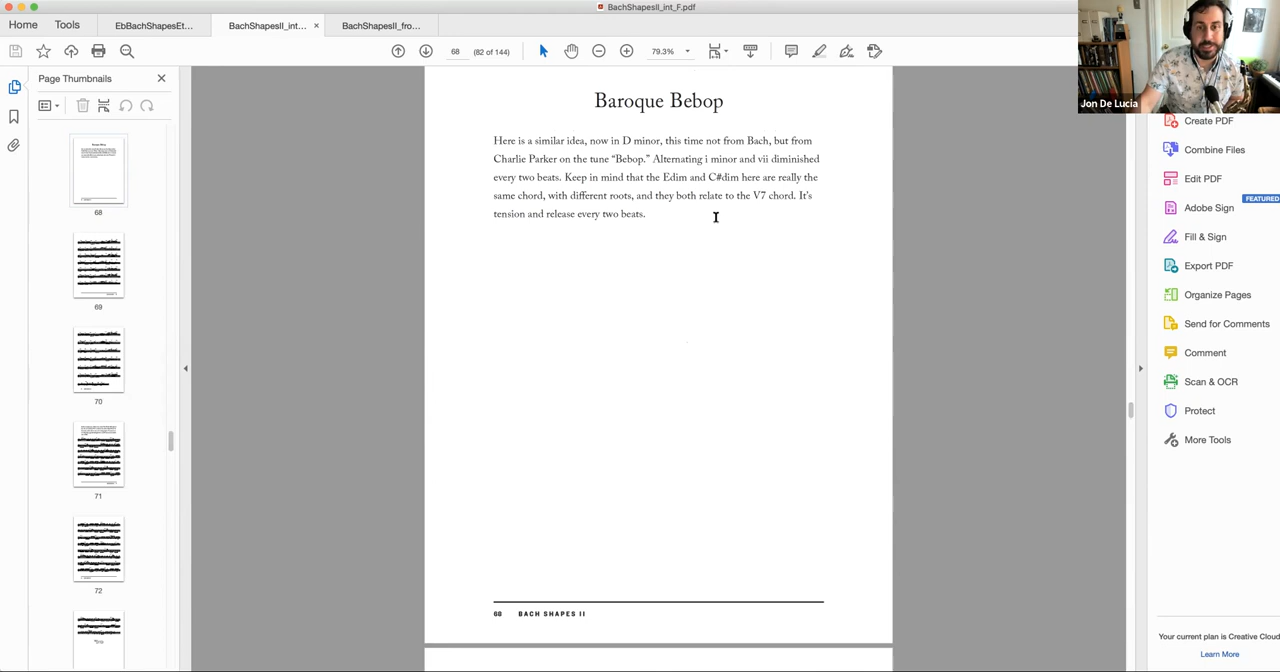 BachShapesII_int_F.pdf
Home
Tools
EbBachShapesEt...
BachShapesII_int...
BachShapesII_fro...
68
(82 of 144)
79.3%
Page Thumbnails
68
69
70
71
72
Baroque Bebop
Here is a similar idea, now in D minor, this time not from Bach, but from
Charlie Parker on the tune “Bebop.” Alternating i minor and vii diminished
every two beats. Keep in mind that the Edim and C#dim here are really the
same chord, with different roots, and they both relate to the V7 chord. It’s
tension and release every two beats.
68 BACH SHAPES II
Jon De Lucia
Create PDF
Combine Files
Edit PDF
FEATURED
Adobe Sign
Fill & Sign
Export PDF
Organize Pages
Send for Comments
Comment
Scan & OCR
Protect
More Tools
Your current plan is Creative Cloud
Learn More